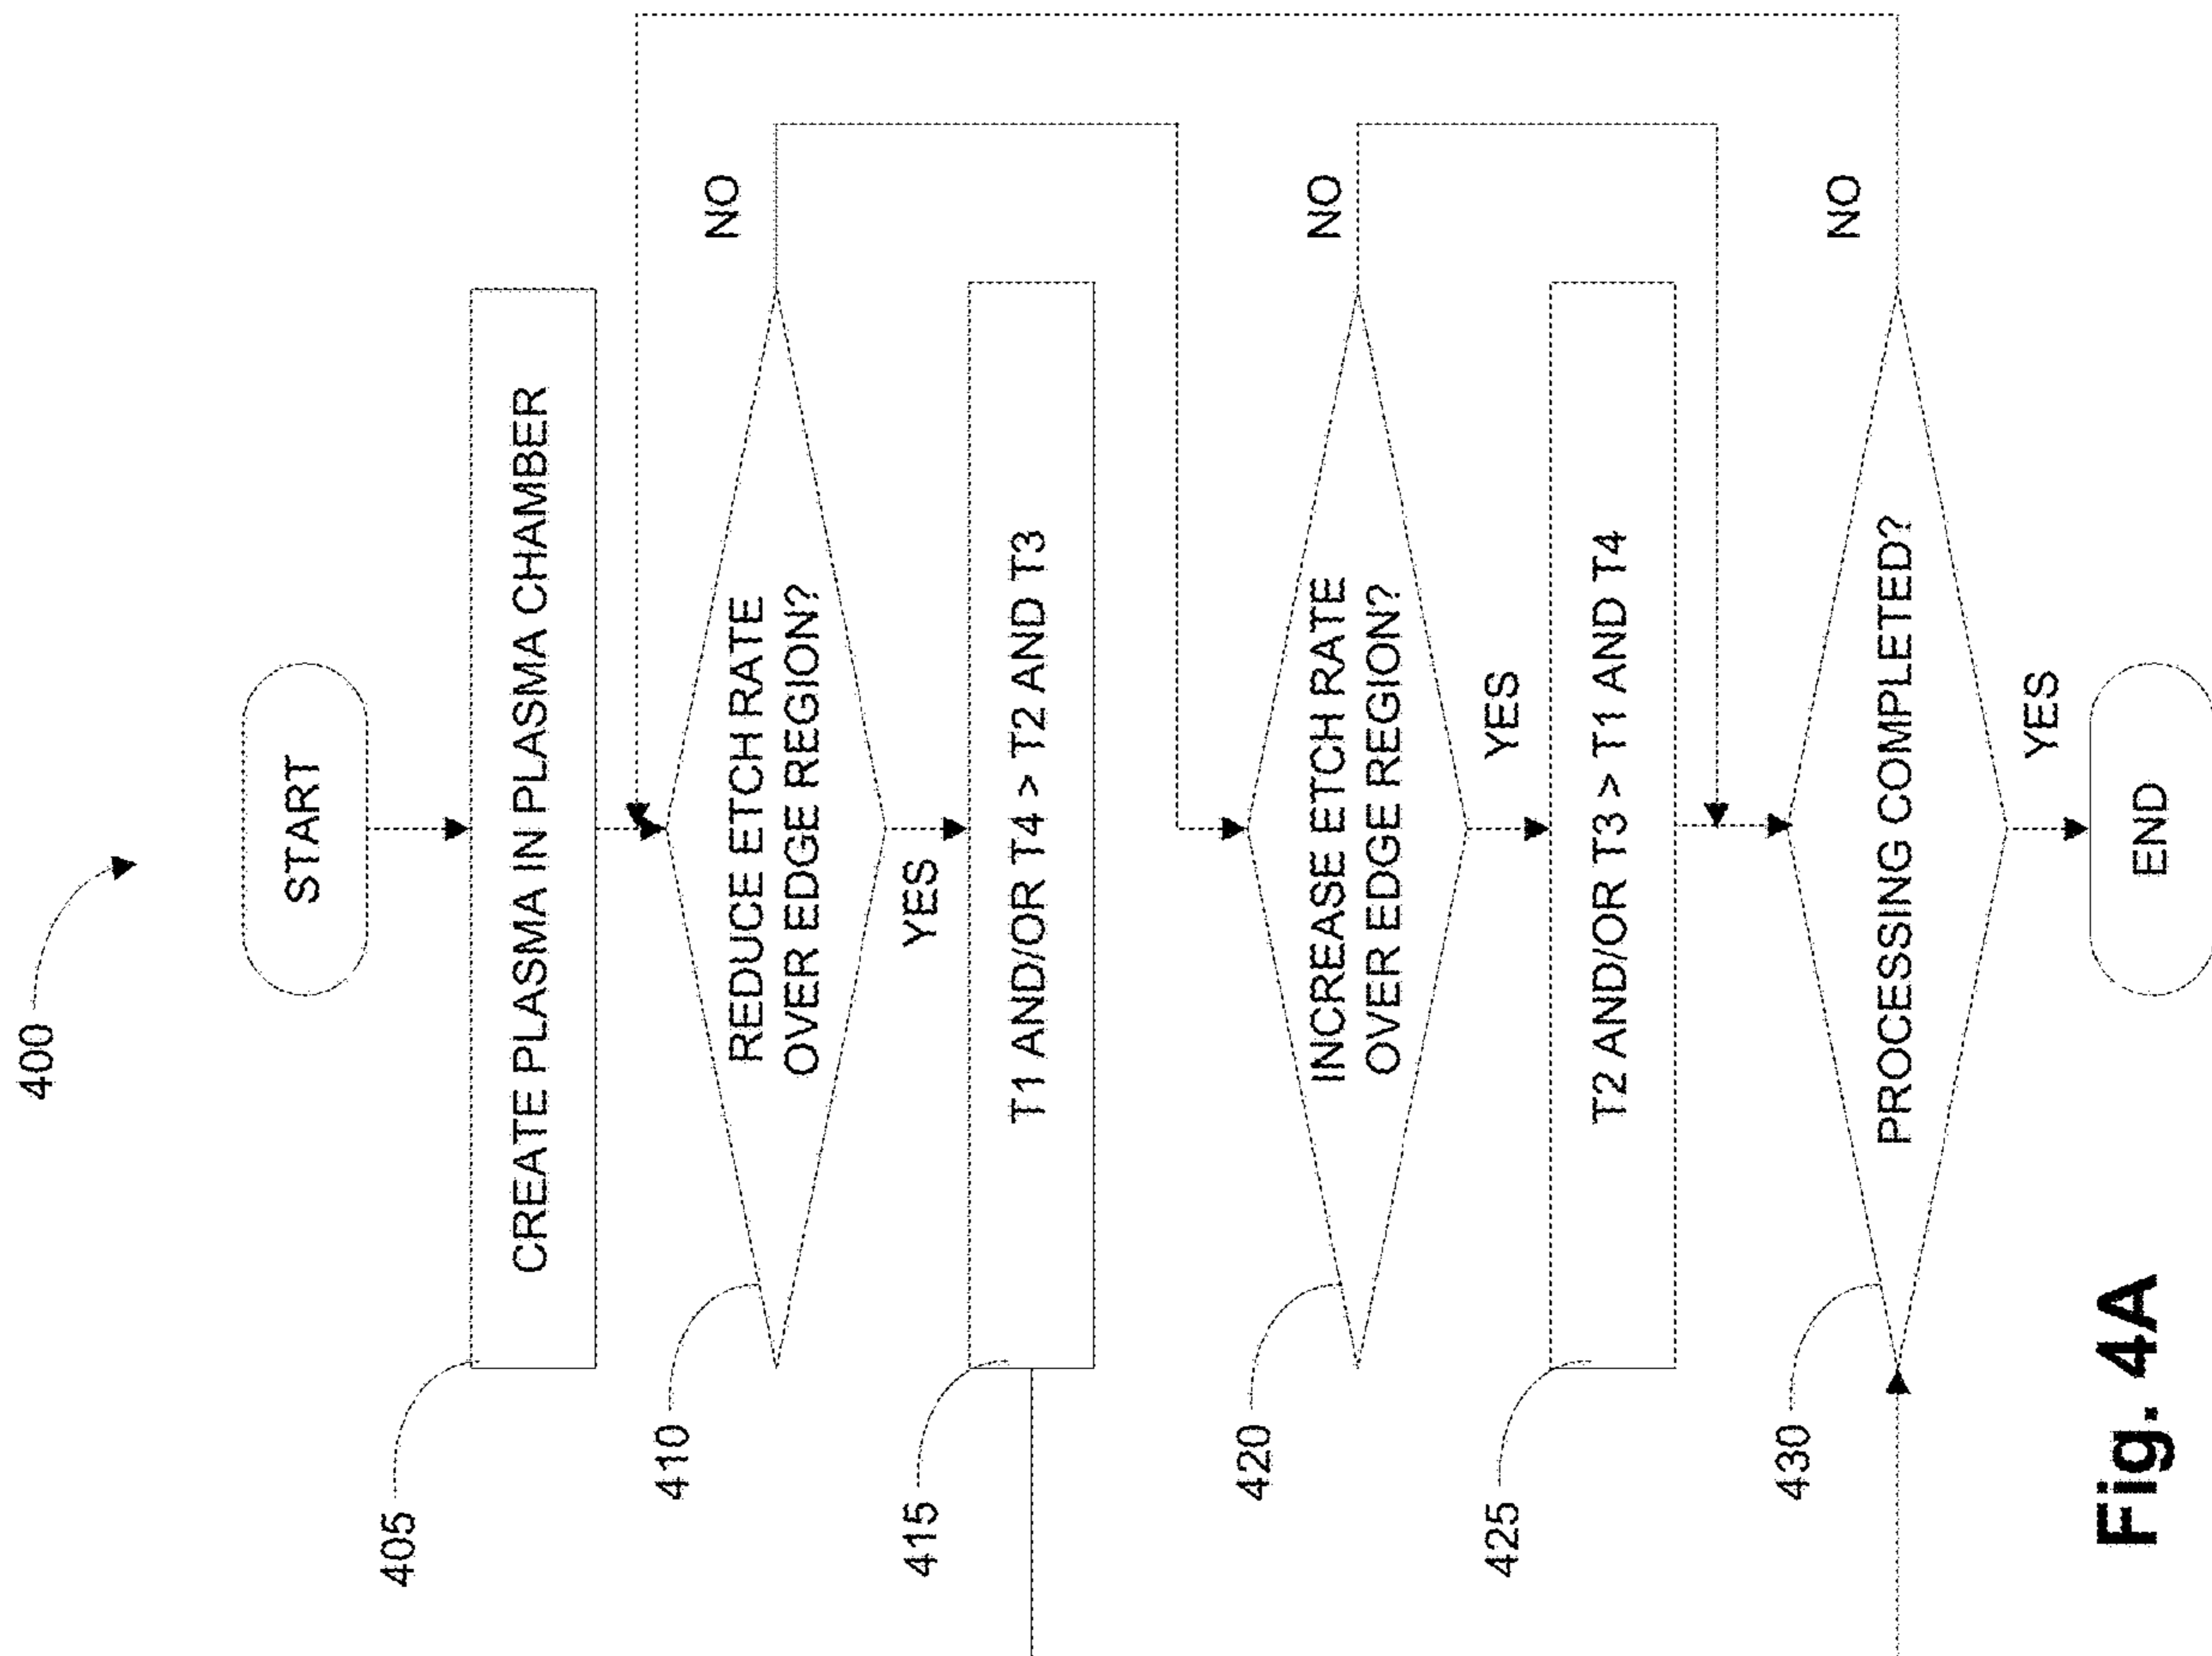 400
START
405
CREATE PLASMA IN PLASMA CHAMBER
410
REDUCE ETCH RATE
OVER EDGE REGION?
NO
YES
415
T1 AND/OR T4 > T2 AND T3
420
INCREASE ETCH RATE
OVER EDGE REGION?
NO
YES
425
T2 AND/OR T3 > T1 AND T4
430
PROCESSING COMPLETED?
NO
YES
END
Fig. 4A